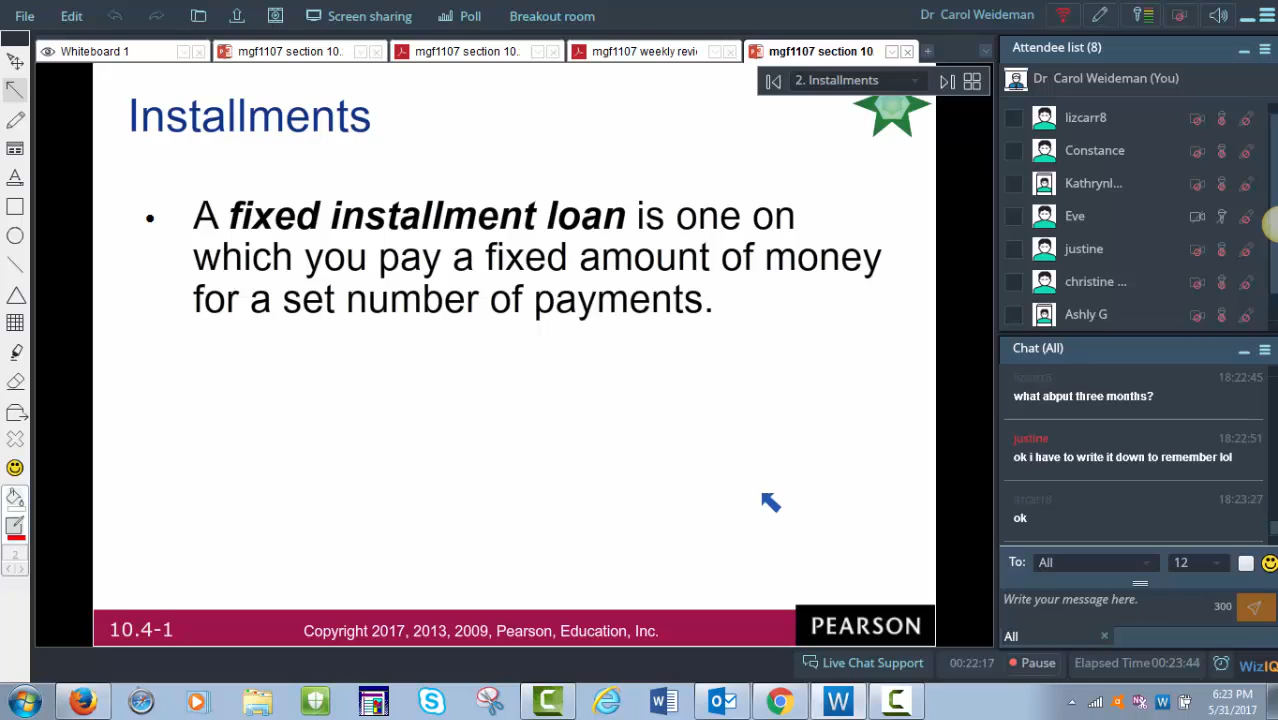 File Edit Screen sharing Poll Breakout room Dr Carol Weideman
Whiteboard 1 mgf1107 section 10.. mgf1107 section 10.. mgf1107 weekly revi mgf1107 section 10
2. Installments
Installments
• A fixed installment loan is one on
which you pay a fixed amount of money
for a set number of payments.
10.4-1 Copyright 2017, 2013, 2009, Pearson, Education, Inc. PEARSON
Attendee list (8)
Dr Carol Weideman (You)
lizcarr8
Constance
Kathrynl...
Eve
justine
christine ...
Ashly G
Chat (All)
lizcarr8 18:22:45
what abput three months?
justine 18:22:51
ok i have to write it down to remember lol
18:23:27
ok
To: All 12
Write your message here. 300
All
Live Chat Support 00:22:17 Pause Elapsed Time 00:23:44 WizIQ
2
6:23 PM
5/31/2017